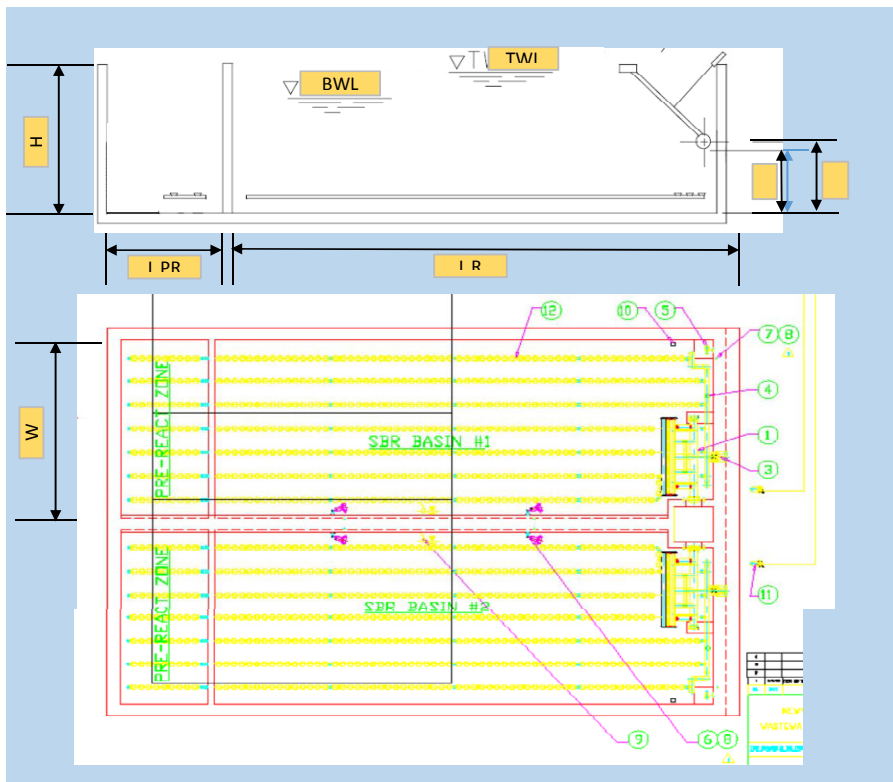 TWL
BWL
H
L PR
L R
12
10
5
7
8
4
PRE-REACT ZONE
W
SBR BASIN #1
1
3
PRE-REACT ZONE
SBR BASIN #2
11
9
6
8